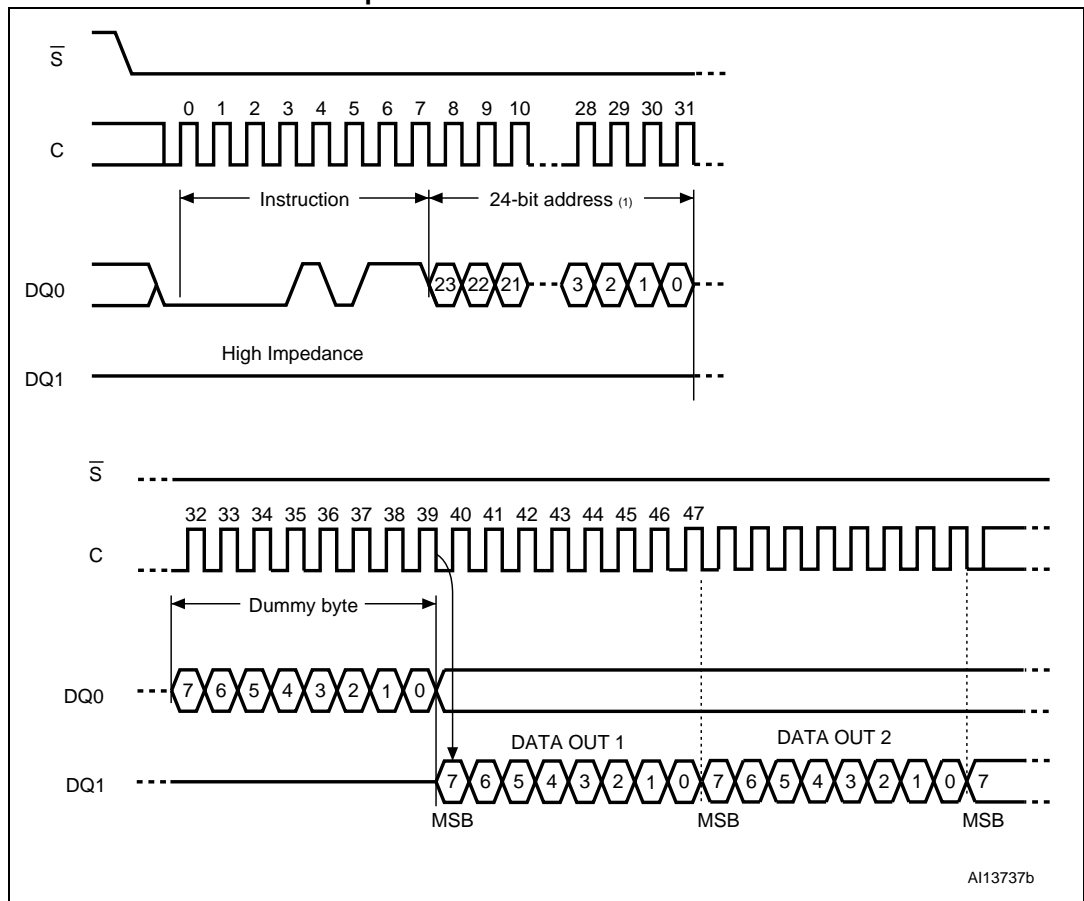 S
0 1 2 3 4 5 6 7 8 9 10 28 29 30 31
C
Instruction 24-bit address (1)
DQ0 23 22 21 3 2 1 0
High Impedance
DQ1
S
32 33 34 35 36 37 38 39 40 41 42 43 44 45 46 47
C
Dummy byte
DQ0 7 6 5 4 3 2 1 0
DATA OUT 1 DATA OUT 2
DQ1 7 6 5 4 3 2 1 0 7 6 5 4 3 2 1 0 7
MSB MSB MSB
AI13737b